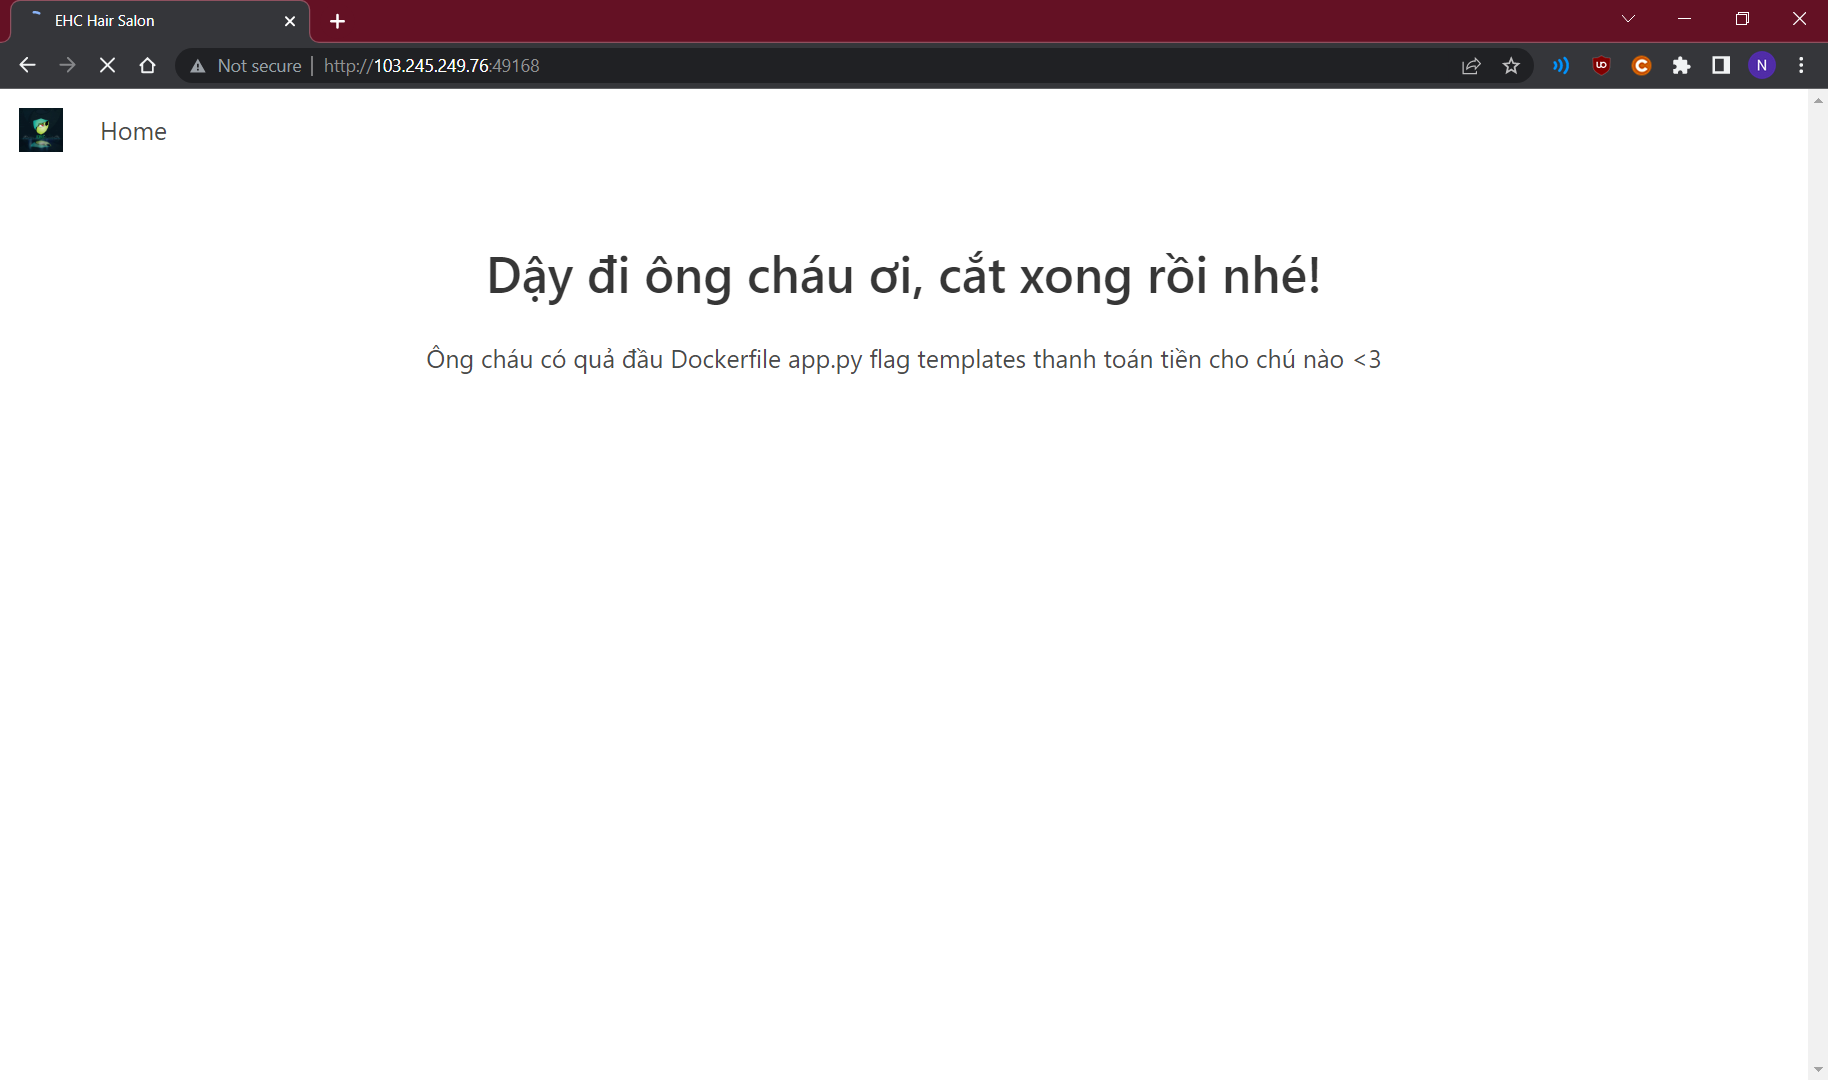 EHC Hair Salon
Not secure | http://103.245.249.76:49168
N
Home
Dậy đi ông cháu ơi, cắt xong rồi nhé!
Ông cháu có quả đầu Dockerfile app.py flag templates thanh toán tiền cho chú nào <3